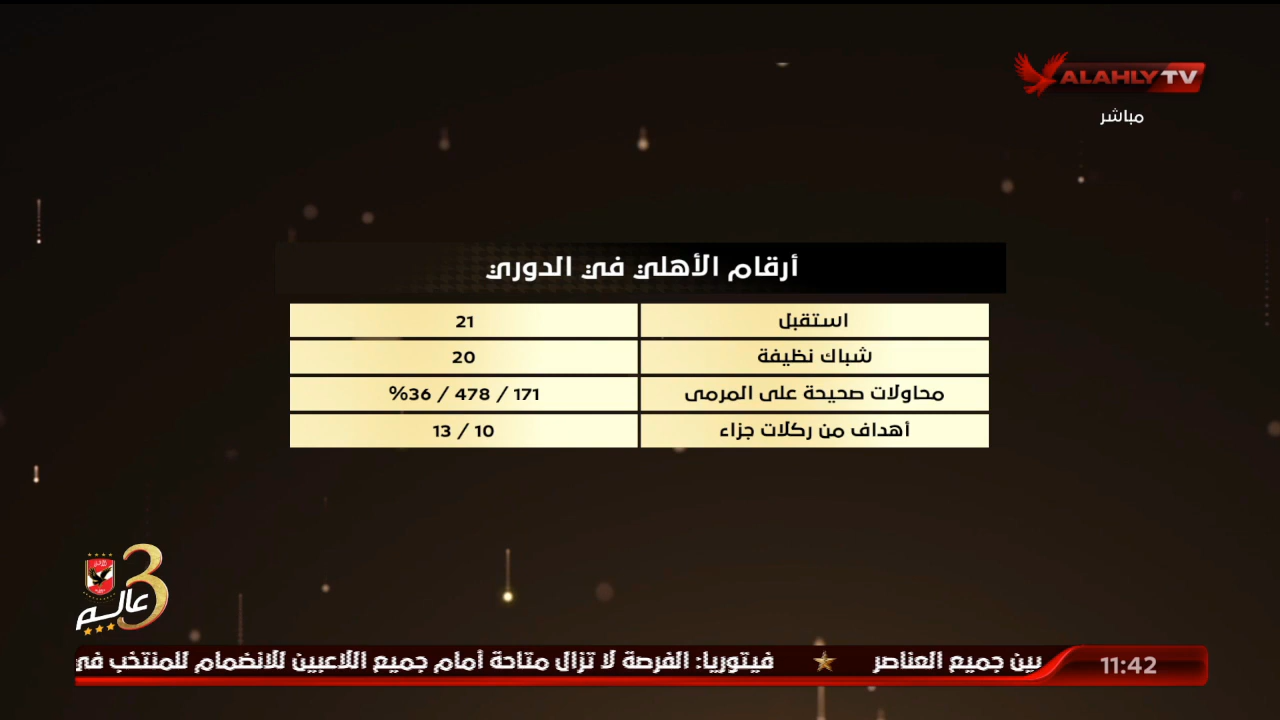 ALAHLY TV
مباشر
أرقام الأهلي في الدوري
استقبل 21
شباك نظيفة 20
محاولات صحيحة على المرمى 171 / 478 / 36%
أهداف من ركلات جزاء 10 / 13
3
عالم
11:42 بين جميع العناصر فيتوريا: الفرصة لا تزال متاحة أمام جميع اللاعبين للانضمام للمنتخب في